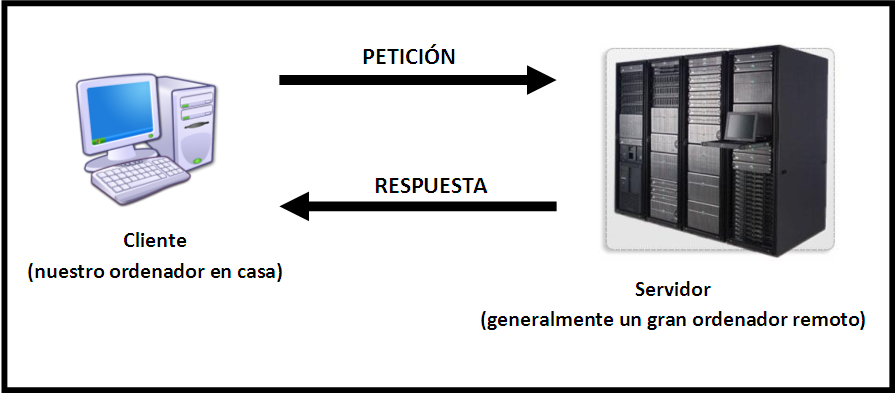 PETICIÓN
RESPUESTA
Cliente
(nuestro ordenador en casa)
Servidor
(generalmente un gran ordenador remoto)